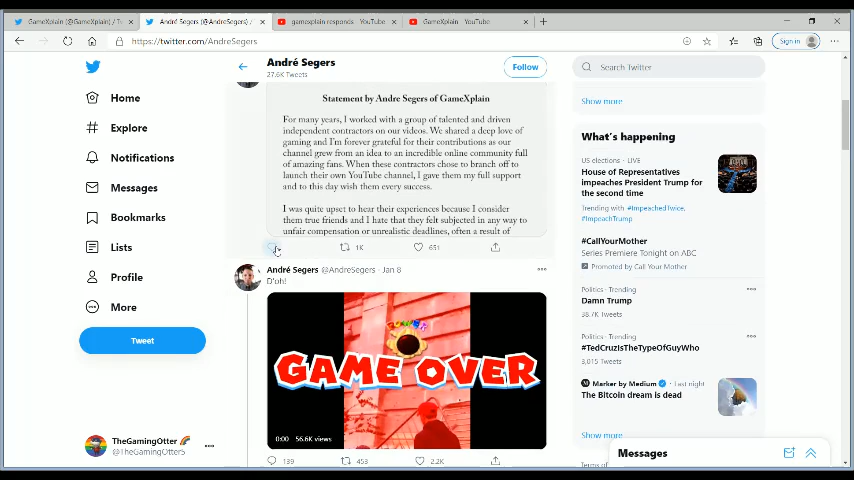 GameXplain (@GameXplain) / T
André Segers (@AndreSegers) /
gamexplain responds - YouTube
GameXplain - YouTube
https://twitter.com/AndreSegers
Sign in
Home
Explore
Notifications
Messages
Bookmarks
Lists
Profile
More
Tweet
TheGamingOtter
@TheGamingOtter5
André Segers
27.6K Tweets
Follow
Statement by Andre Segers of GameXplain
For many years, I worked with a group of talented and driven
independent contractors on our videos. We shared a deep love of
gaming and I'm forever grateful for their contributions as our
channel grew from an idea to an incredible online community full
of amazing fans. When these contractors chose to branch off to
launch their own YouTube channel, I gave them my full support
and to this day wish them every success.
I was quite upset to hear their experiences because I consider
them true friends and I hate that they felt subjected in any way to
unfair compensation or unrealistic deadlines, often a result of
1K
651
André Segers @AndreSegers · Jan 8
D'oh!
GAME OVER
0:00 56.6K views
139
453
2.2K
Search Twitter
Show more
What's happening
US elections · LIVE
House of Representatives
impeaches President Trump for
the second time
Trending with #ImpeachedTwice,
#ImpeachTrump
#CallYourMother
Series Premiere Tonight on ABC
Promoted by Call Your Mother
Politics · Trending
Damn Trump
38.7K Tweets
Politics · Trending
#TedCruzIsTheTypeOfGuyWho
3,015 Tweets
Marker by Medium · Last night
The Bitcoin dream is dead
Show more
Terms of
Messages